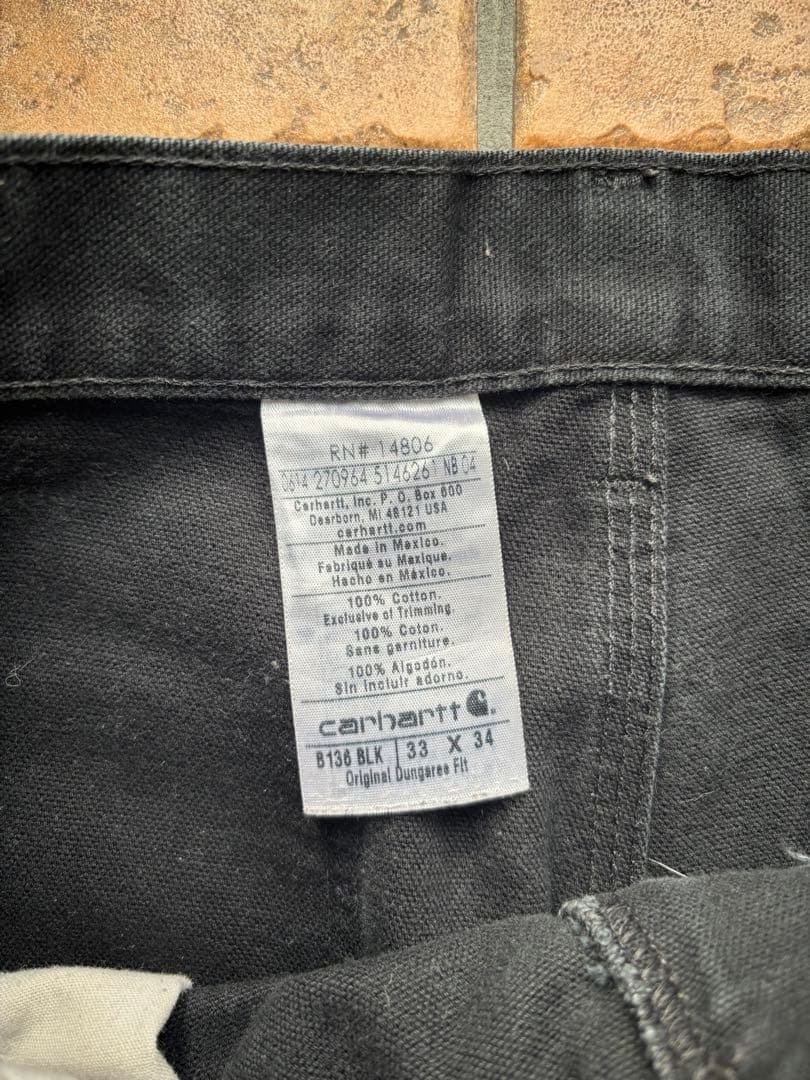 RN# 14806
0614 270964 5146261 NB 04
Carhartt, Inc. P. O. Box 600
Dearborn, MI 48121 USA
carhartt.com
Made in Mexico.
Fabriqué au Mexique.
Hecho en México.
100% Cotton.
Exclusive of Trimming.
100% Coton.
Sans garniture.
100% Algodón.
Sin incluir adorno.
carhartt
B136 BLK 33 X 34
Original Dungaree Fit